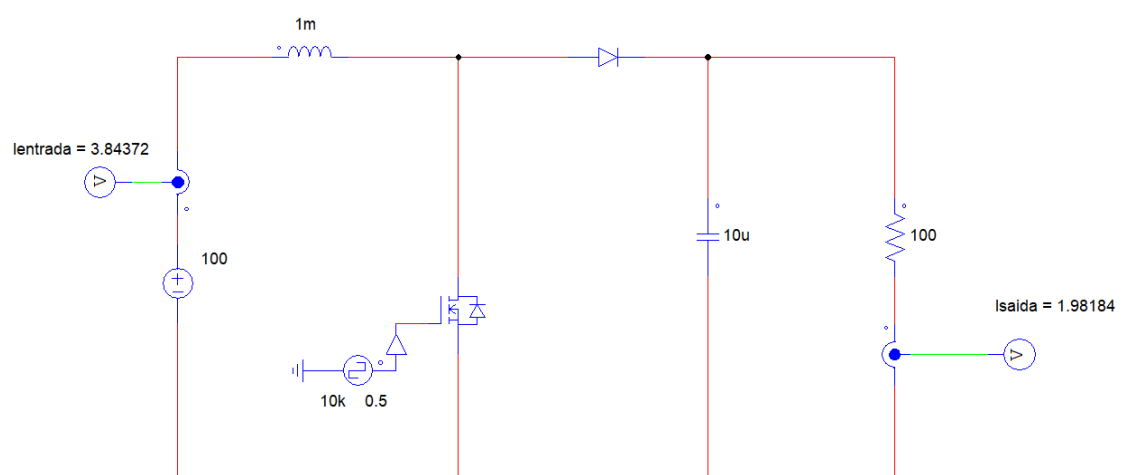 1m
Ientrada = 3.84372
V
100
10u
100
Isaida = 1.98184
V
10k 0.5